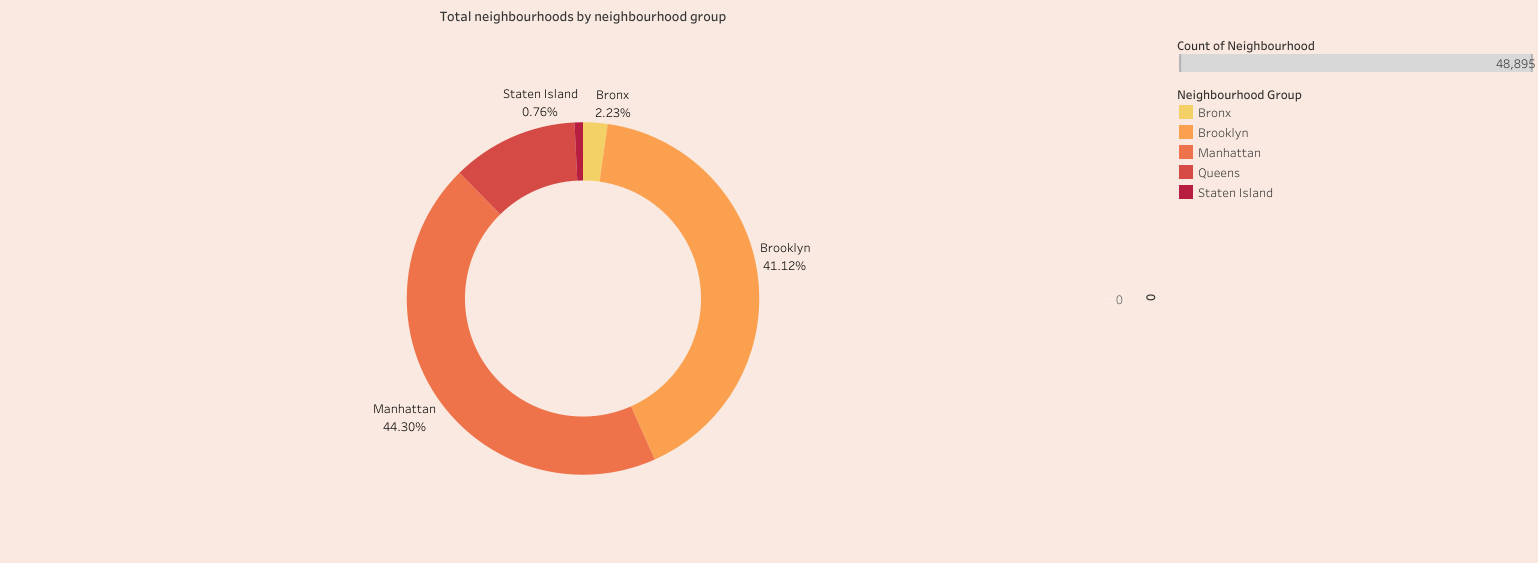 Total neighbourhoods by neighbourhood group
Staten Island
0.76%
Bronx
2.23%
Brooklyn
41.12%
Manhattan
44.30%
0
0
Count of Neighbourhood
48,895
Neighbourhood Group
Bronx
Brooklyn
Manhattan
Queens
Staten Island